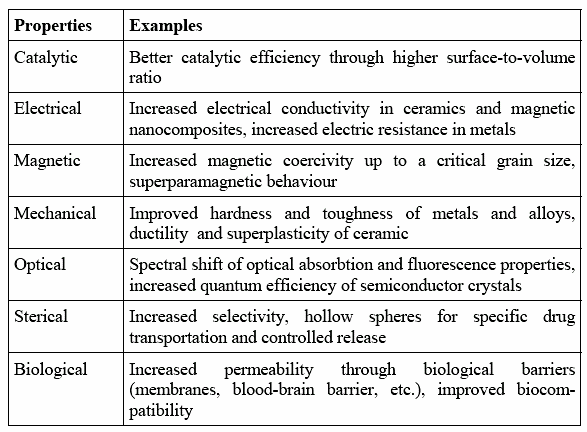 Properties Examples
Catalytic Better catalytic efficiency through higher surface-to-volume
ratio
Electrical Increased electrical conductivity in ceramics and magnetic
nanocomposites, increased electric resistance in metals
Magnetic Increased magnetic coercivity up to a critical grain size,
superparamagnetic behaviour
Mechanical Improved hardness and toughness of metals and alloys,
ductility and superplasticity of ceramic
Optical Spectral shift of optical absorbtion and fluorescence properties,
increased quantum efficiency of semiconductor crystals
Sterical Increased selectivity, hollow spheres for specific drug
transportation and controlled release
Biological Increased permeability through biological barriers
(membranes, blood-brain barrier, etc.), improved biocom-
patibility